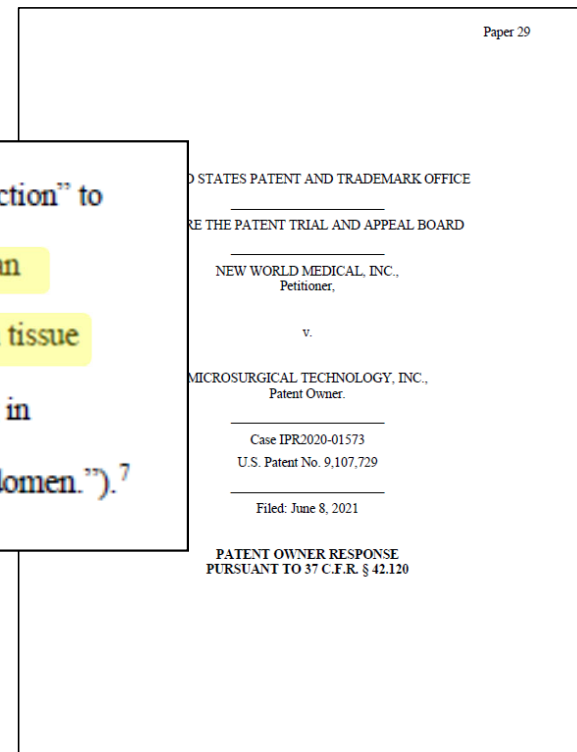 Paper 29
ction” to
an
tissue
in
domen.”).7
STATES PATENT AND TRADEMARK OFFICE
THE PATENT TRIAL AND APPEAL BOARD
NEW WORLD MEDICAL, INC.,
Petitioner,
v.
MICROSURGICAL TECHNOLOGY, INC.,
Patent Owner.
Case IPR2020-01573
U.S. Patent No. 9,107,729
Filed: June 8, 2021
PATENT OWNER RESPONSE
PURSUANT TO 37 C.F.R. § 42.120